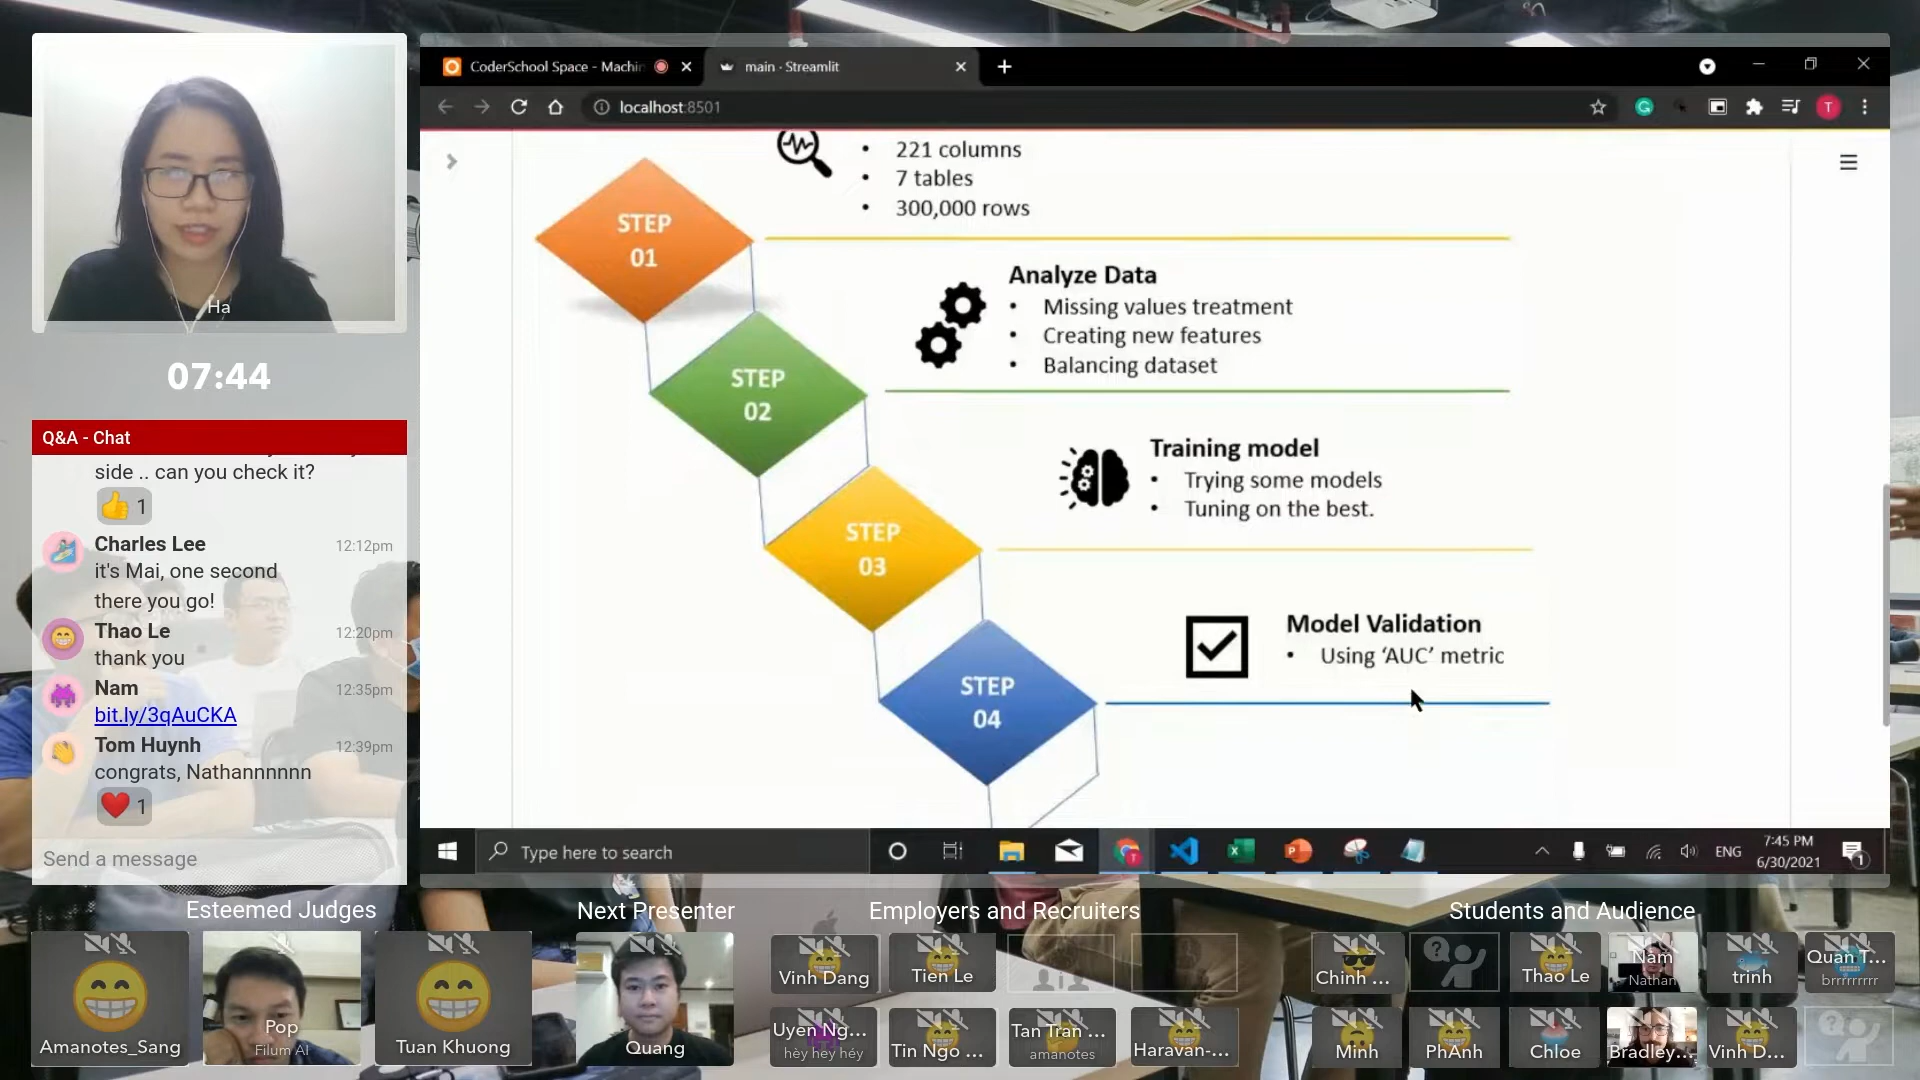 Ha
07:44
Q&A - Chat
side .. can you check it?
1
Charles Lee 12:12pm
it's Mai, one second
there you go!
Thao Le 12:20pm
thank you
Nam 12:35pm
bit.ly/3qAuCKA
Tom Huynh 12:39pm
congrats, Nathannnnnn
1
Send a message
CoderSchool Space - Machin
main · Streamlit
localhost:8501
T
221 columns
7 tables
300,000 rows
STEP
01
Analyze Data
Missing values treatment
Creating new features
Balancing dataset
STEP
02
Training model
Trying some models
Tuning on the best.
STEP
03
Model Validation
Using ‘AUC’ metric
STEP
04
Type here to search
ENG
7:45 PM
6/30/2021
1
Esteemed Judges
Next Presenter
Employers and Recruiters
Students and Audience
Amanotes_Sang
Pop
Filum AI
Tuan Khuong
Quang
Vinh Dang
Tien Le
Uyen Ng...
hèy hey héy
Tin Ngo ...
Tan Tran ...
amanotes
Haravan-...
Chinh ...
Thao Le
Nam
Nathan
trinh
Quan T...
brrrrrrrrr
Minh
PhAnh
Chloe
Bradley...
Vinh D...